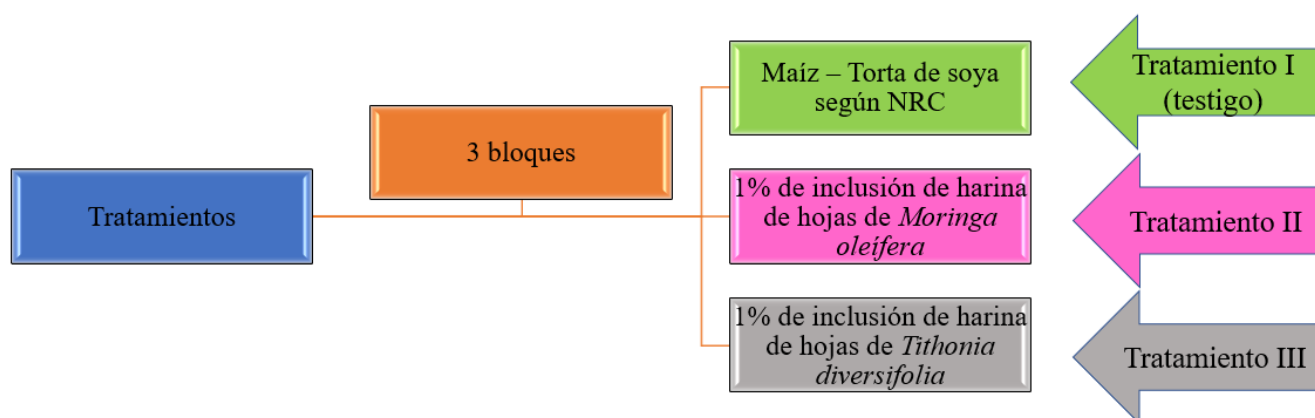 Tratamientos
3 bloques
Maíz – Torta de soya
según NRC
Tratamiento I
(testigo)
1% de inclusión de harina
de hojas de Moringa
oleífera
Tratamiento II
1% de inclusión de harina
de hojas de Tithonia
diversifolia
Tratamiento III